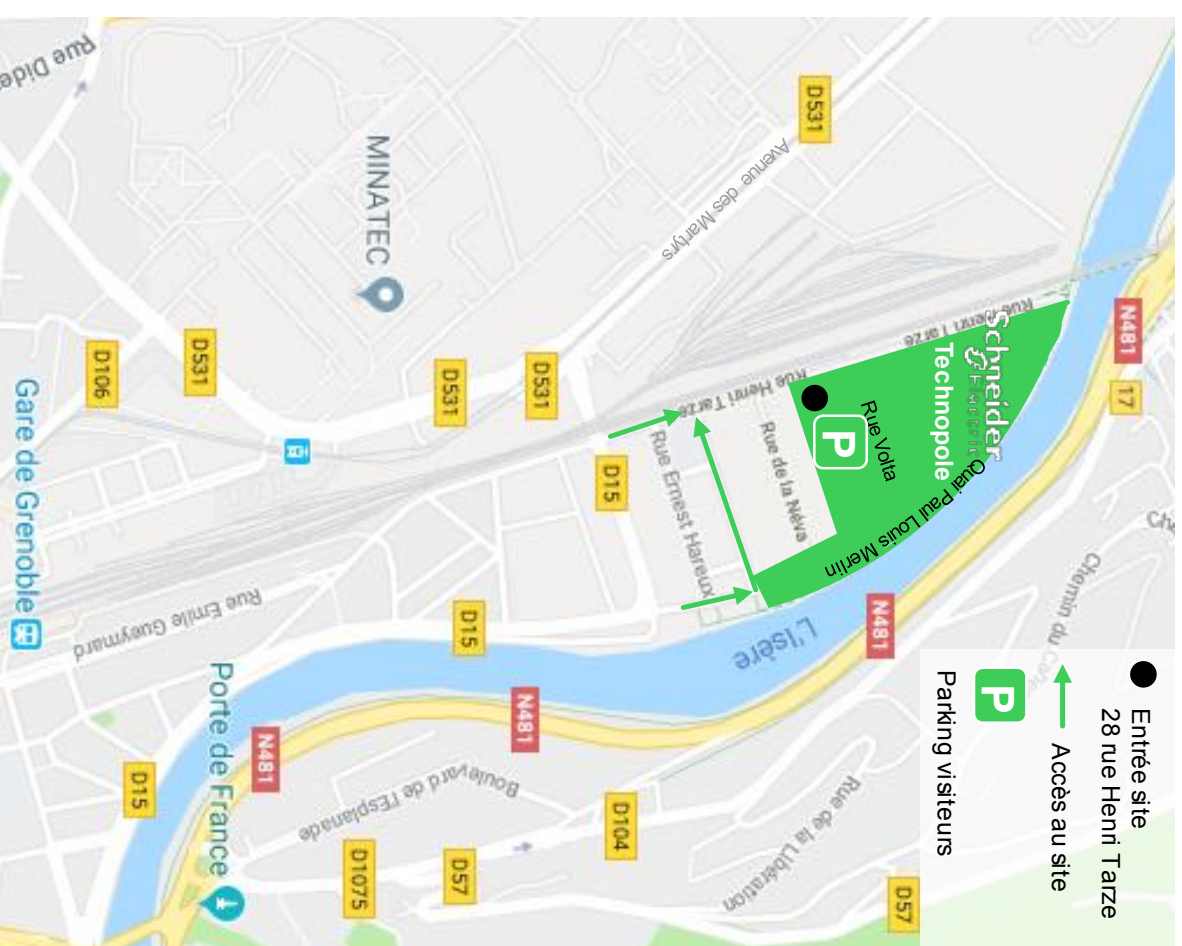 Entrée site
28 rue Henri Tarze
Accès au site
P
Parking visiteurs
N481
17
Schneider
Electric
Technopole
Rue Henri Tarze
Rue Volta
P
Quai Paul Louis Merlin
Rue de la Néva
Rue Henri Tarze
Rue Ernest Hareux
D15
D531
Avenue des Martyrs
D531
D531
MINATEC
D531
D106
Rue Dide
Gare de Grenoble
Rue Emile Gueymard
D15
L'Isère
N481
N481
N481
Porte de France
D15
Boulevard de l'Esplanade
D104
D1075
D57
Rue de la Libération
D57
Chemin du
Ch